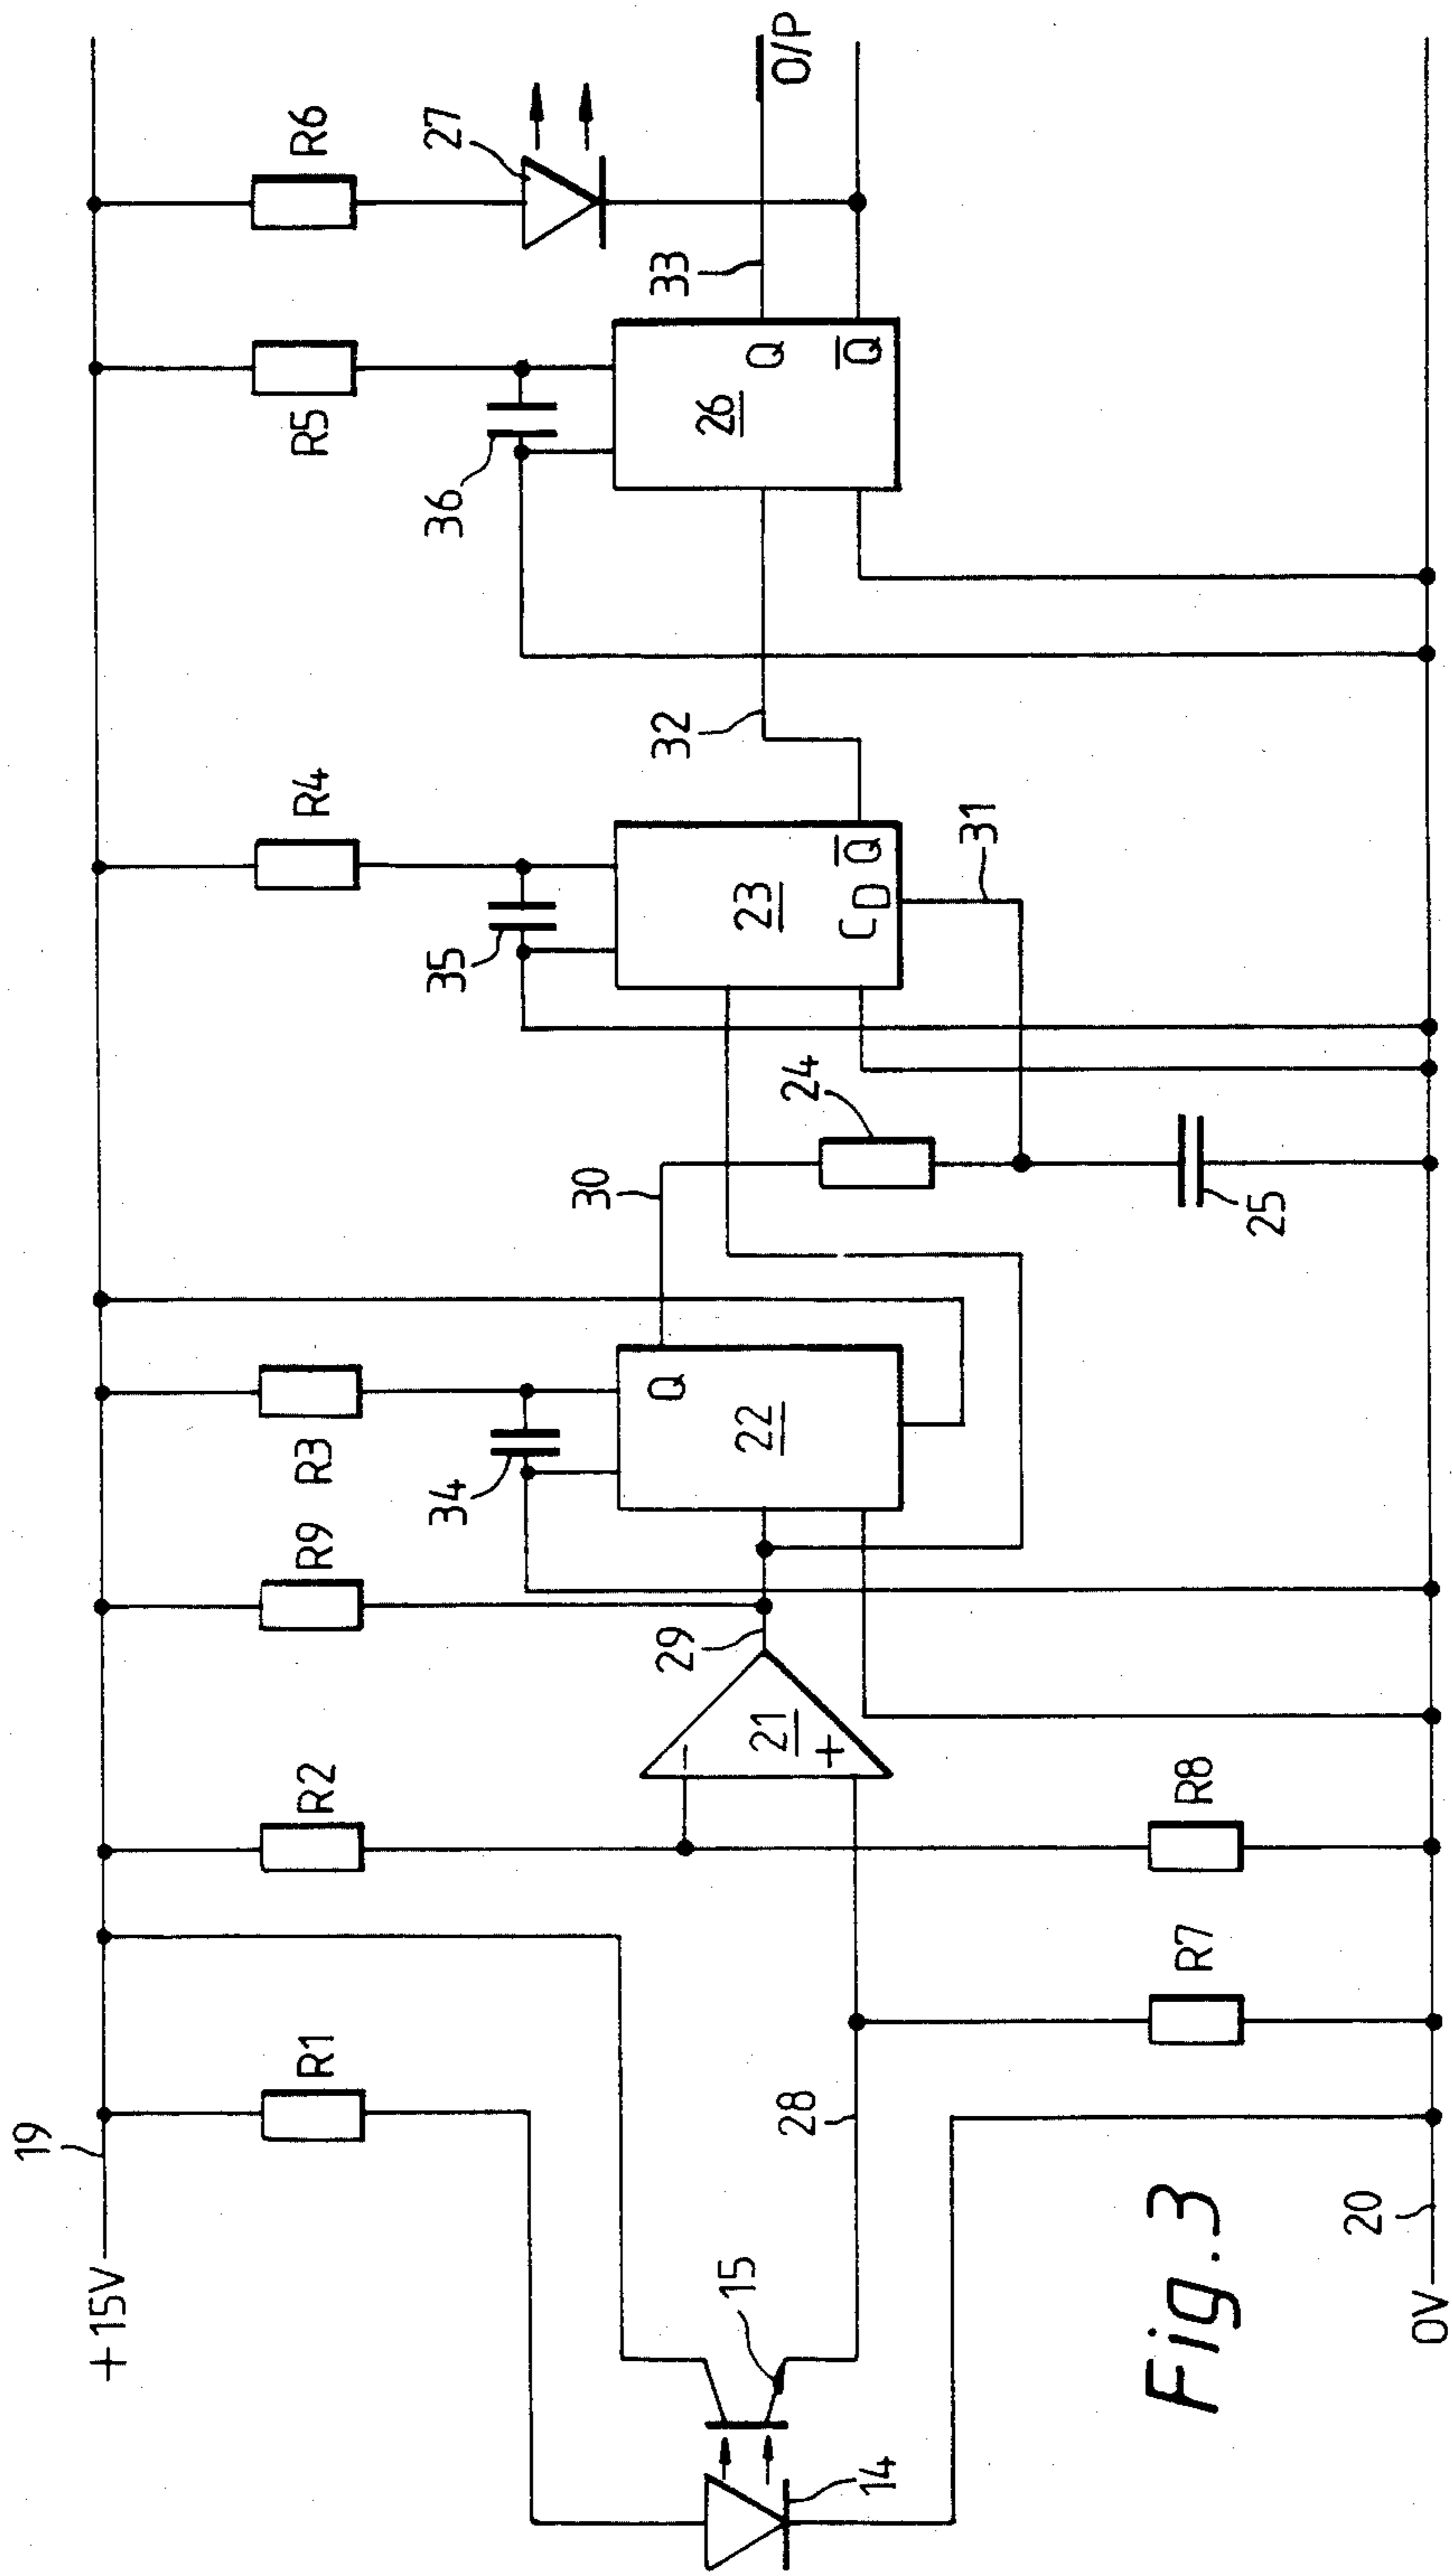 +15V
19
R1
R2
R9
R3
R4
R5
R6
34
35
36
27
14
15
28
21
−
+
29
22
Q
30
24
25
23
C_D
Q̅
31
32
26
Q
Q̅
33
O/P
R7
R8
0V
20
Fig.3